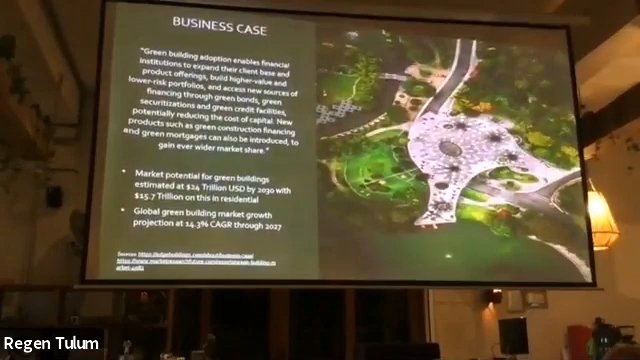 BUSINESS CASE
"Green building adoption enables financial
institutions to expand their client base and
product offerings, build higher-value and
lower-risk portfolios, and access new sources of
financing through green bonds, green
securitizations and green credit facilities,
potentially reducing the cost of capital. New
products such as green construction financing
and green mortgages can also be introduced, to
gain ever wider market share."
• Market potential for green buildings
estimated at $24 Trillion USD by 2030 with
$15.7 Trillion on this in residential
• Global green building market growth
projection at 14.3% CAGR through 2027
Sources:
Regen Tulum